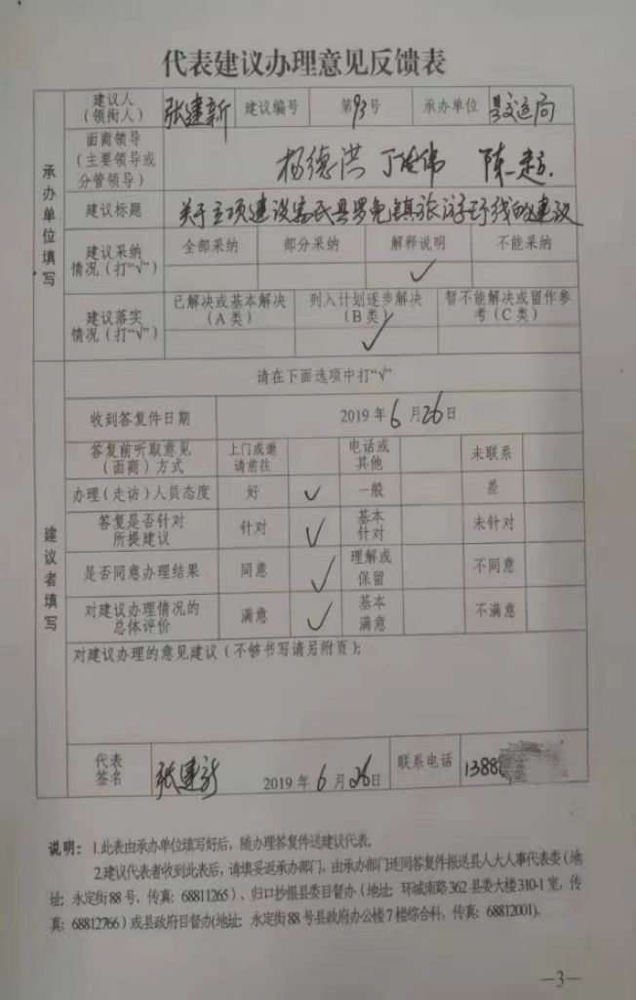 代表建议办理意见反馈表
承办单位填写
建议人（领衔人） 张建新 建议编号 第93号 承办单位 县交运局
面商领导（主要领导或分管领导） 杨德洪 丁 伟 陈
建议标题 关于立项建设富民县罗免镇旅游环线的建议
建议采纳情况（打“√”） 全部采纳 部分采纳 解释说明 不能采纳
√
建议落实情况（打“√”） 已解决或基本解决（A类） 列入计划逐步解决（B类） 暂不能解决或留作参考（C类）
√
建议者填写
请在下面选项中打“√”
收到答复件日期 2019年6月26日
答复前听取意见（面商）方式 上门或邀请前往 电话或其他 未联系
办理（走访）人员态度 好 √ 一般 差
答复是否针对所提建议 针对 √ 基本针对 未针对
是否同意办理结果 同意 √ 理解或保留 不同意
对建议办理情况的总体评价 满意 √ 基本满意 不满意
对建议办理的意见建议（不够书写请另附页）：
代表签名 张建新 2019年6月26日 联系电话 1388
说明：1.此表由承办单位填写好后，随办理答复件送建议代表。
2.建议代表者收到此表后，请填妥返承办部门，由承办部门连同答复件报送县人大人事代表委（地
址：永定街88号，传真：68811265）、归口抄报县委目督办（地址：环城南路362县委大楼310-1室，传
真：68812766）或县政府目督办(地址：永定街88号县政府办公楼7楼综合科，传真：68812001).
—3—